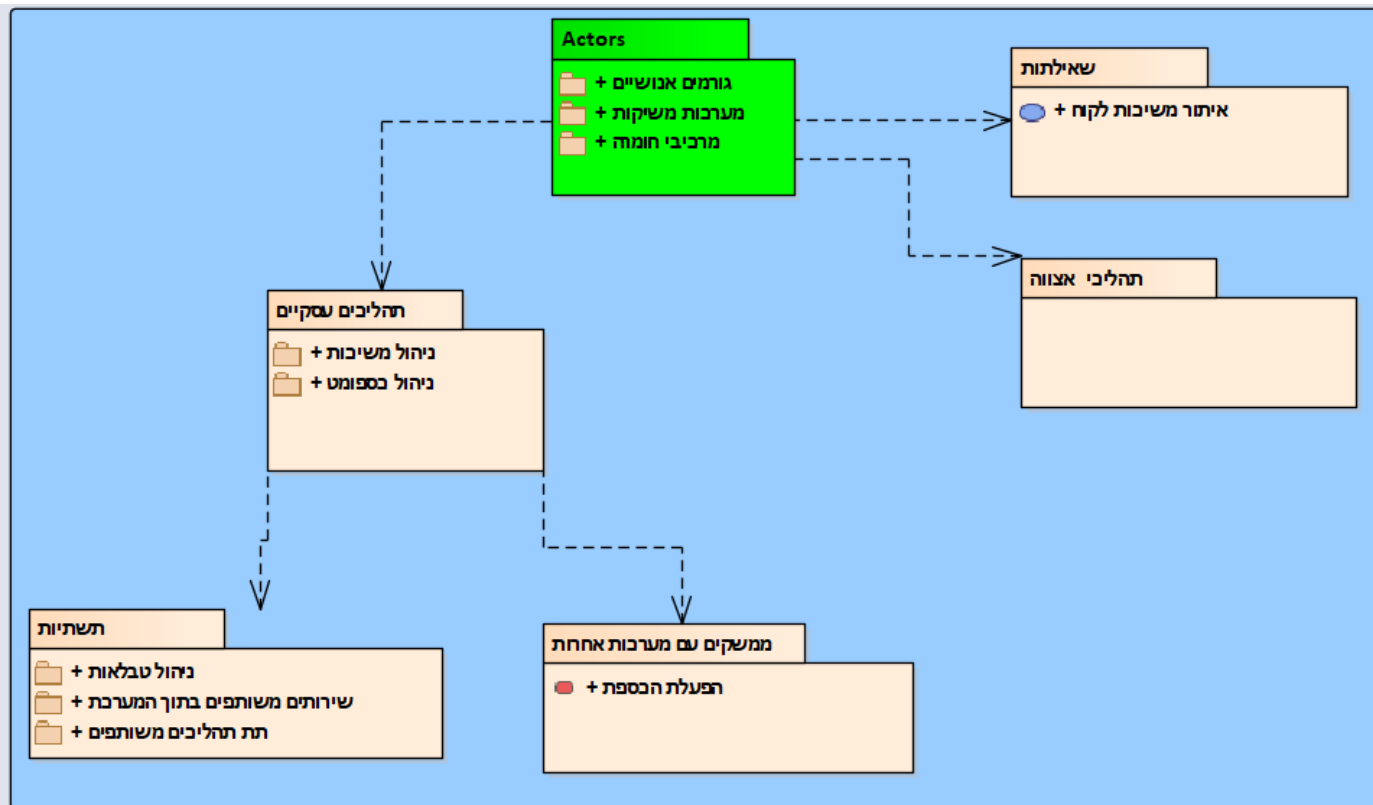 Actors
+ גורמים אנושיים
+ מערכות משיקות
+ מרכיבי חומרה
שאילתות
+ איתור משיכות לקוח
תהליכי אצווה
תהליכים עסקיים
+ ניהול משיכות
+ ניהול כספומט
תשתיות
+ ניהול טבלאות
+ שירותים משותפים בתוך המערכת
+ תת תהליכים משותפים
ממשקים עם מערכות אחרות
+ הפעלת הכספת